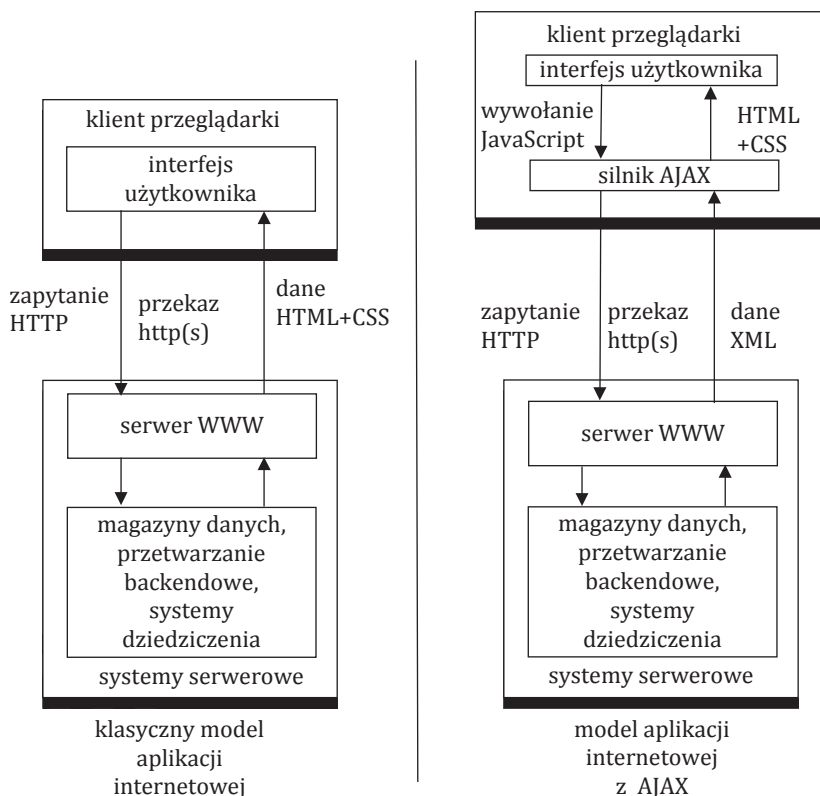 klient przeglądarki
interfejs
użytkownika
zapytanie
HTTP
przekaz
http(s)
dane
HTML+CSS
serwer WWW
magazyny danych,
przetwarzanie
backendowe,
systemy
dziedziczenia
systemy serwerowe
klasyczny model
aplikacji
internetowej
klient przeglądarki
interfejs użytkownika
wywołanie
JavaScript
HTML
+CSS
silnik AJAX
zapytanie
HTTP
przekaz
http(s)
dane
XML
serwer WWW
magazyny danych,
przetwarzanie
backendowe,
systemy
dziedziczenia
systemy serwerowe
model aplikacji
internetowej
z AJAX